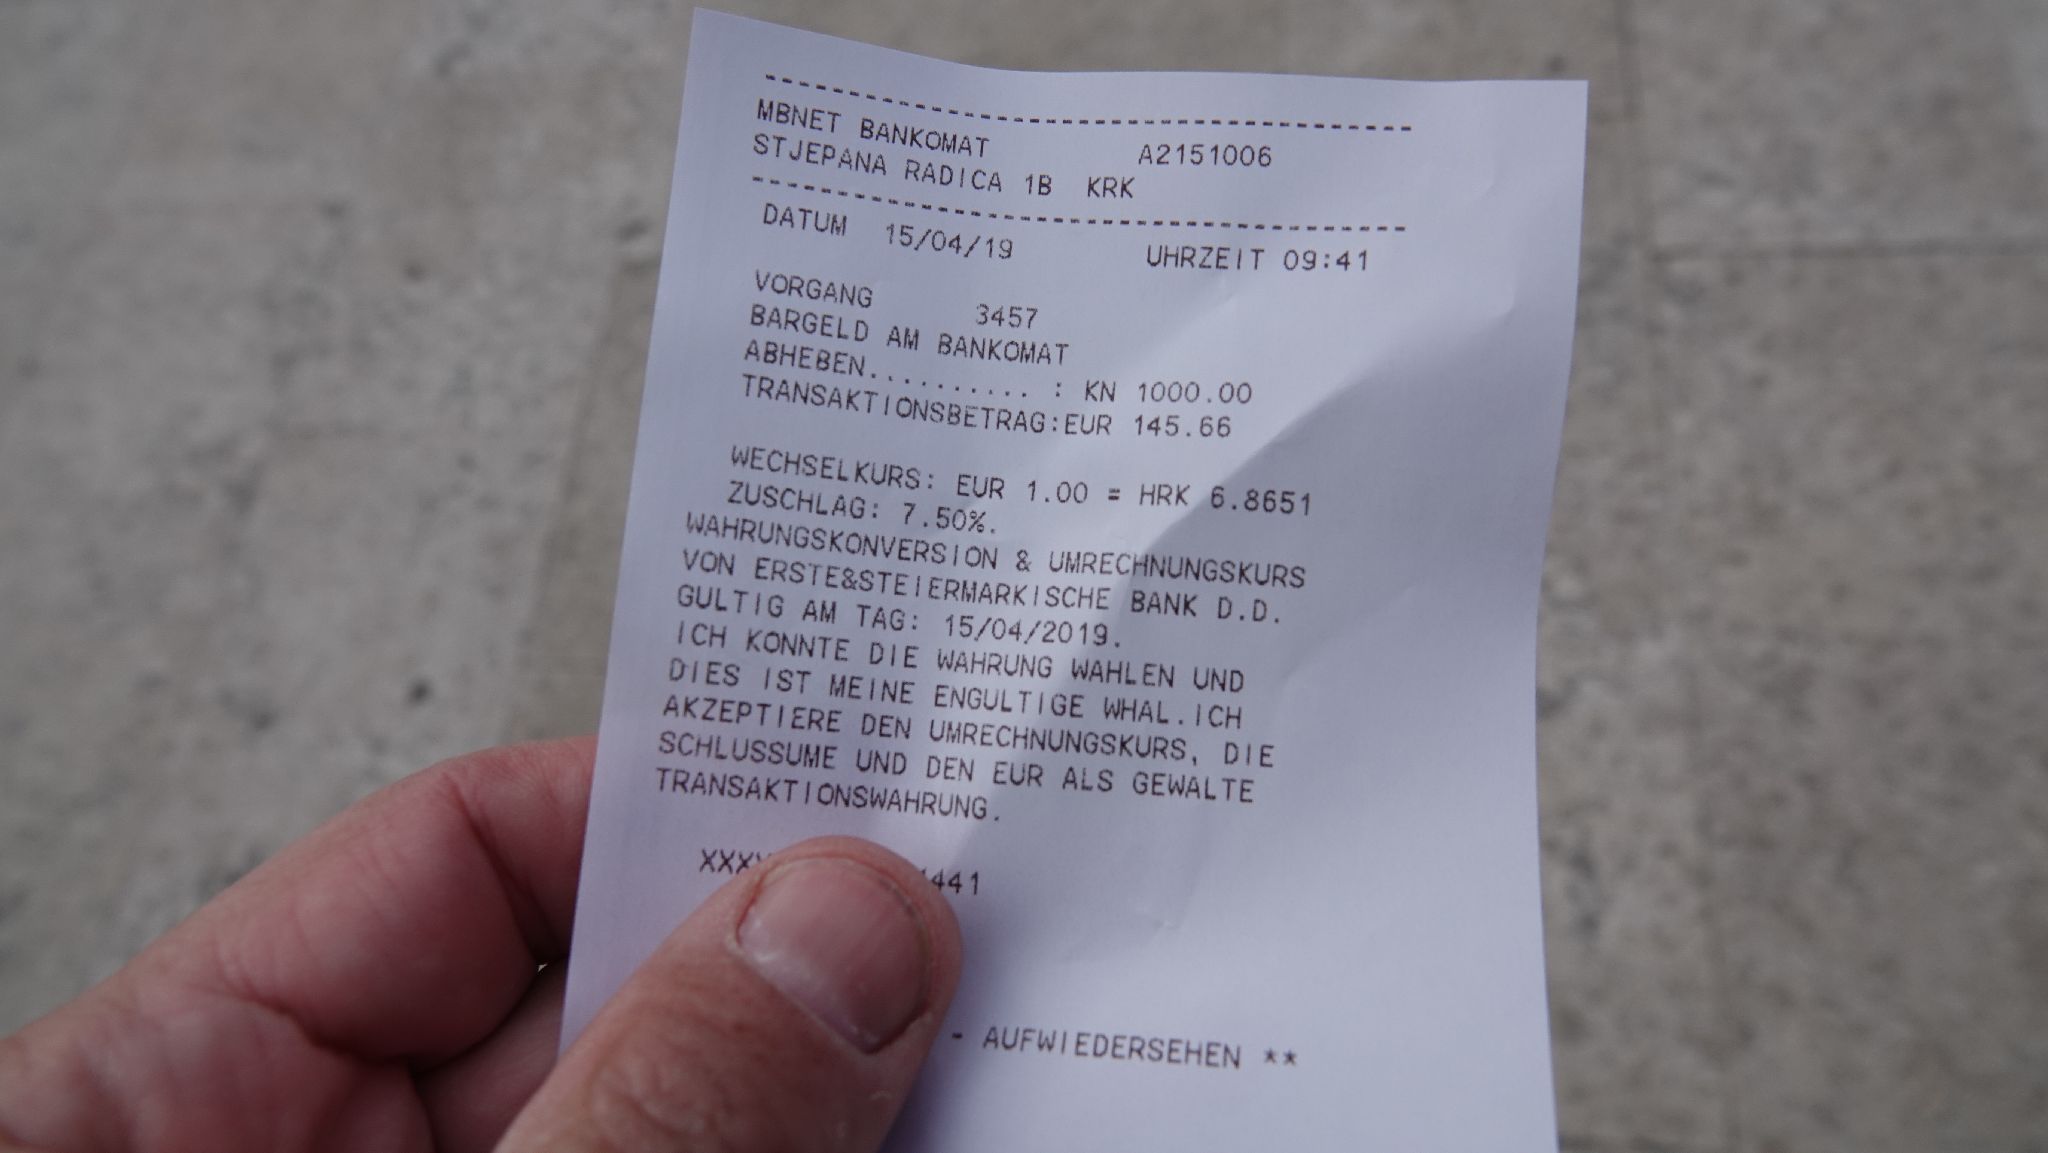 --------------------------------------
MBNET BANKOMAT A2151006
STJEPANA RADICA 1B KRK
--------------------------------------
DATUM 15/04/19 UHRZEIT 09:41
VORGANG 3457
BARGELD AM BANKOMAT
ABHEBEN.......... : KN 1000.00
TRANSAKTIONSBETRAG:EUR 145.66
WECHSELKURS: EUR 1.00 = HRK 6.8651
ZUSCHLAG: 7.50%.
WAHRUNGSKONVERSION & UMRECHNUNGSKURS
VON ERSTE&STEIERMARKISCHE BANK D.D.
GULTIG AM TAG: 15/04/2019.
ICH KONNTE DIE WAHRUNG WAHLEN UND
DIES IST MEINE ENGULTIGE WHAL.ICH
AKZEPTIERE DEN UMRECHNUNGSKURS, DIE
SCHLUSSUME UND DEN EUR ALS GEWALTE
TRANSAKTIONSWAHRUNG.
XXX 441
- AUFWIEDERSEHEN **